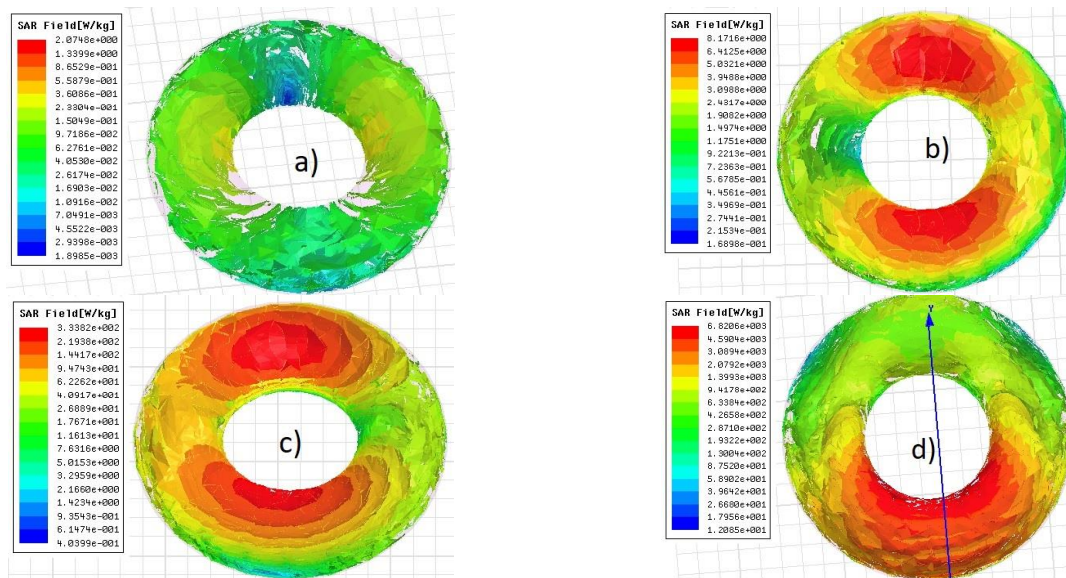 SAR Field[W/kg]
2.0748e+000
1.3399e+000
8.6529e-001
5.5879e-001
3.6086e-001
2.3304e-001
1.5049e-001
9.7186e-002
6.2761e-002
4.0530e-002
2.6174e-002
1.6903e-002
1.0916e-002
7.0491e-003
4.5522e-003
2.9398e-003
1.8985e-003
a)
SAR Field[W/kg]
8.1716e+000
6.4125e+000
5.0321e+000
3.9488e+000
3.0988e+000
2.4317e+000
1.9082e+000
1.4974e+000
1.1751e+000
9.2213e-001
7.2363e-001
5.6785e-001
4.4561e-001
3.4969e-001
2.7441e-001
2.1534e-001
1.6898e-001
b)
SAR Field[W/kg]
3.3382e+002
2.1938e+002
1.4417e+002
9.4743e+001
6.2262e+001
4.0917e+001
2.6889e+001
1.7671e+001
1.1613e+001
7.6316e+000
5.0153e+000
3.2959e+000
2.1660e+000
1.4234e+000
9.3543e-001
6.1474e-001
4.0399e-001
c)
SAR Field[W/kg]
6.8206e+003
4.5904e+003
3.0894e+003
2.0792e+003
1.3993e+003
9.4178e+002
6.3384e+002
4.2658e+002
2.8710e+002
1.9322e+002
1.3004e+002
8.7520e+001
5.8902e+001
3.9642e+001
2.6680e+001
1.7956e+001
1.2085e+001
Y
d)